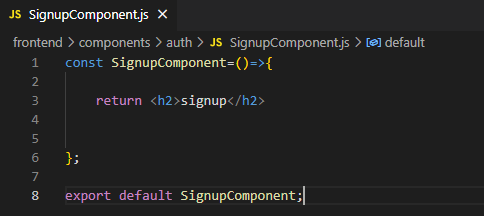 JS SignupComponent.js ×
frontend > components > auth > JS SignupComponent.js > default
1 const SignupComponent=()=>{
2
3 return <h2>signup</h2>
4
5
6 };
7
8 export default SignupComponent;